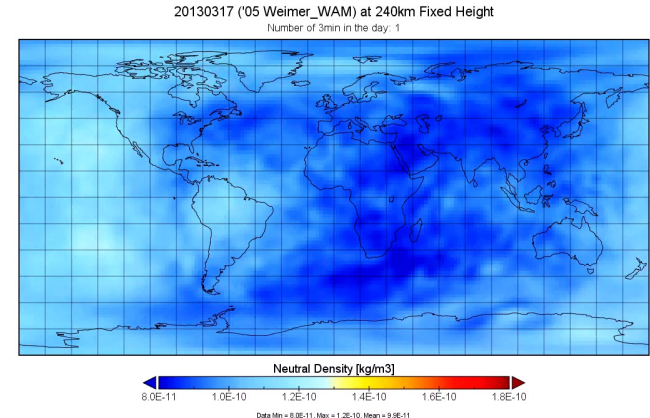 20130317 ('05 Weimer_WAM) at 240km Fixed Height
Number of 3min in the day: 1
Neutral Density [kg/m3]
8.0E-11 1.0E-10 1.2E-10 1.4E-10 1.6E-10 1.8E-10
Data Min = 8.0E-11, Max = 1.2E-10, Mean = 9.9E-11